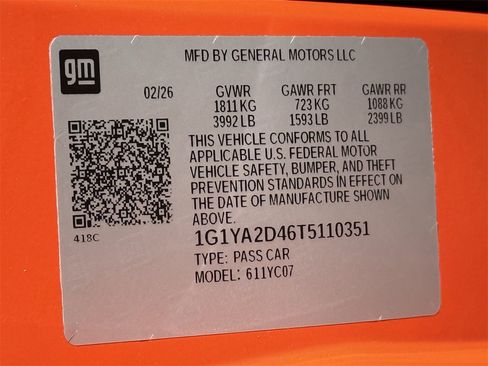 gm
MFD BY GENERAL MOTORS LLC
02/26 GVWR GAWR FRT GAWR RR
1811 KG 723 KG 1088 KG
3992 LB 1593 LB 2399 LB
THIS VEHICLE CONFORMS TO ALL
APPLICABLE U.S. FEDERAL MOTOR
VEHICLE SAFETY, BUMPER, AND THEFT
PREVENTION STANDARDS IN EFFECT ON
THE DATE OF MANUFACTURE SHOWN
ABOVE.
418C
1G1YA2D46T5110351
TYPE: PASS CAR
MODEL: 611YC07